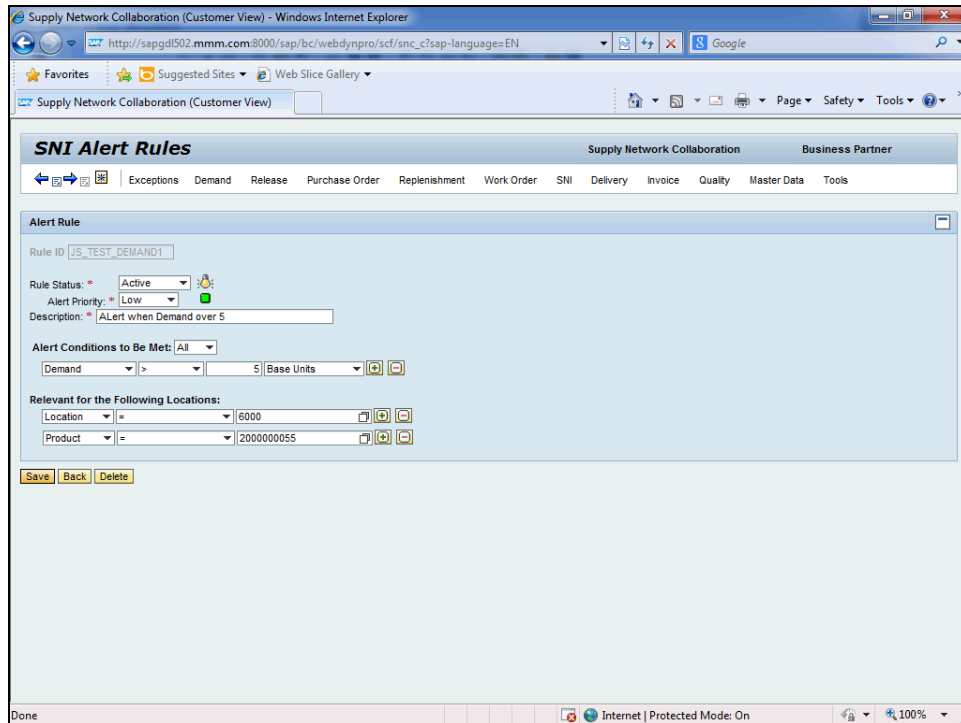 Supply Network Collaboration (Customer View) - Windows Internet Explorer
http://sapgdl502.mmm.com:8000/sap/bc/webdynpro/scf/snc_c?sap-language=EN
Google
Favorites Suggested Sites Web Slice Gallery
Supply Network Collaboration (Customer View) Page Safety Tools
SNI Alert Rules Supply Network Collaboration Business Partner
Exceptions Demand Release Purchase Order Replenishment Work Order SNI Delivery Invoice Quality Master Data Tools
Alert Rule
Rule ID JS_TEST_DEMAND1
Rule Status: * Active
Alert Priority: * Low
Description: * ALert when Demand over 5
Alert Conditions to Be Met: All
Demand > 5 Base Units
Relevant for the Following Locations:
Location = 6000
Product = 2000000055
Save Back Delete
Done Internet | Protected Mode: On 100%